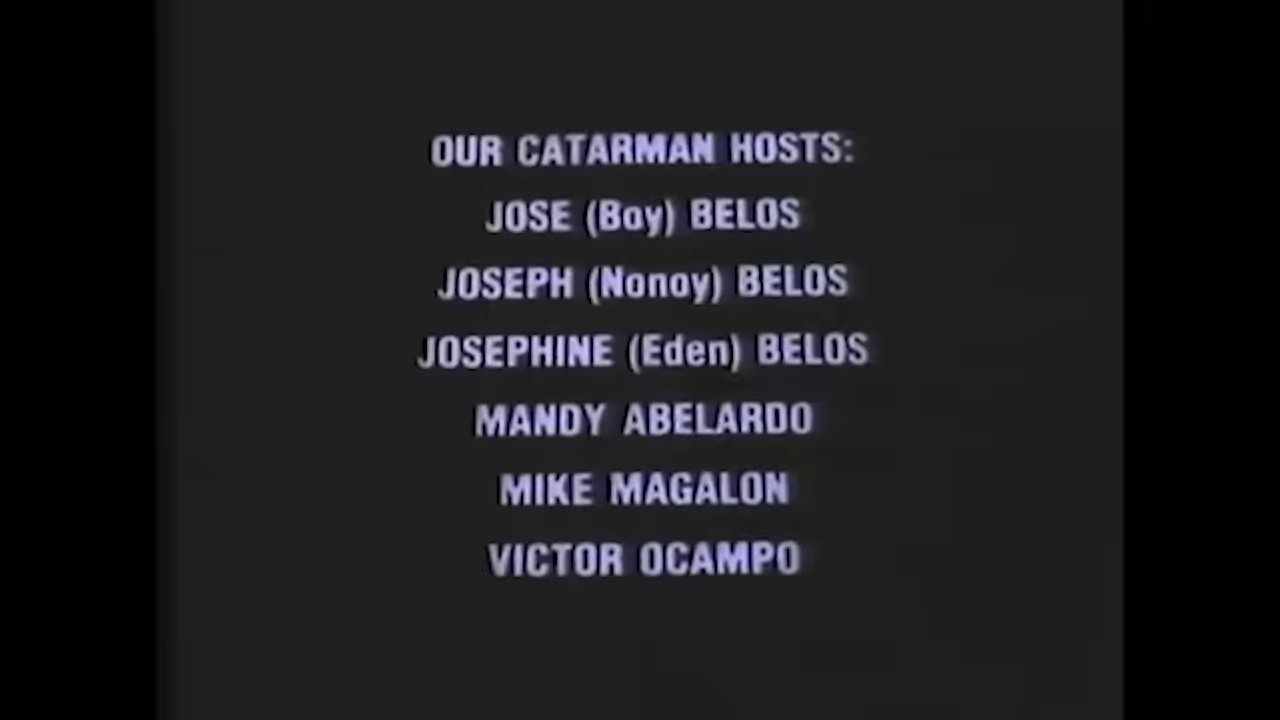 OUR CATARMAN HOSTS:
JOSE (Boy) BELOS
JOSEPH (Nonoy) BELOS
JOSEPHINE (Eden) BELOS
MANDY ABELARDO
MIKE MAGALON
VICTOR OCAMPO